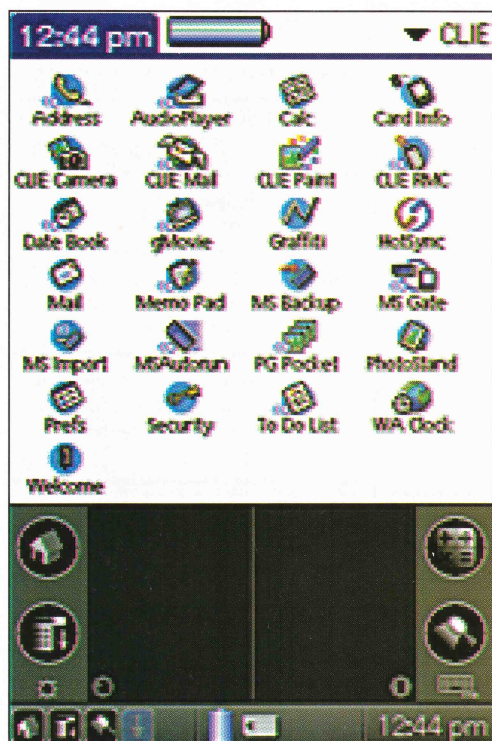 12:44 pm CLIE
Address AudioPlayer Calc Card Info
CLIE Camera CLIE Mail CLIE Paint CLIE RMC
Date Book gMovie Graffiti HotSync
Mail Memo Pad MS Backup MS Gate
MS Import MSAutorun PG Pocket PhotoStand
Prefs Security To Do List WA Clock
Welcome
12:44 pm